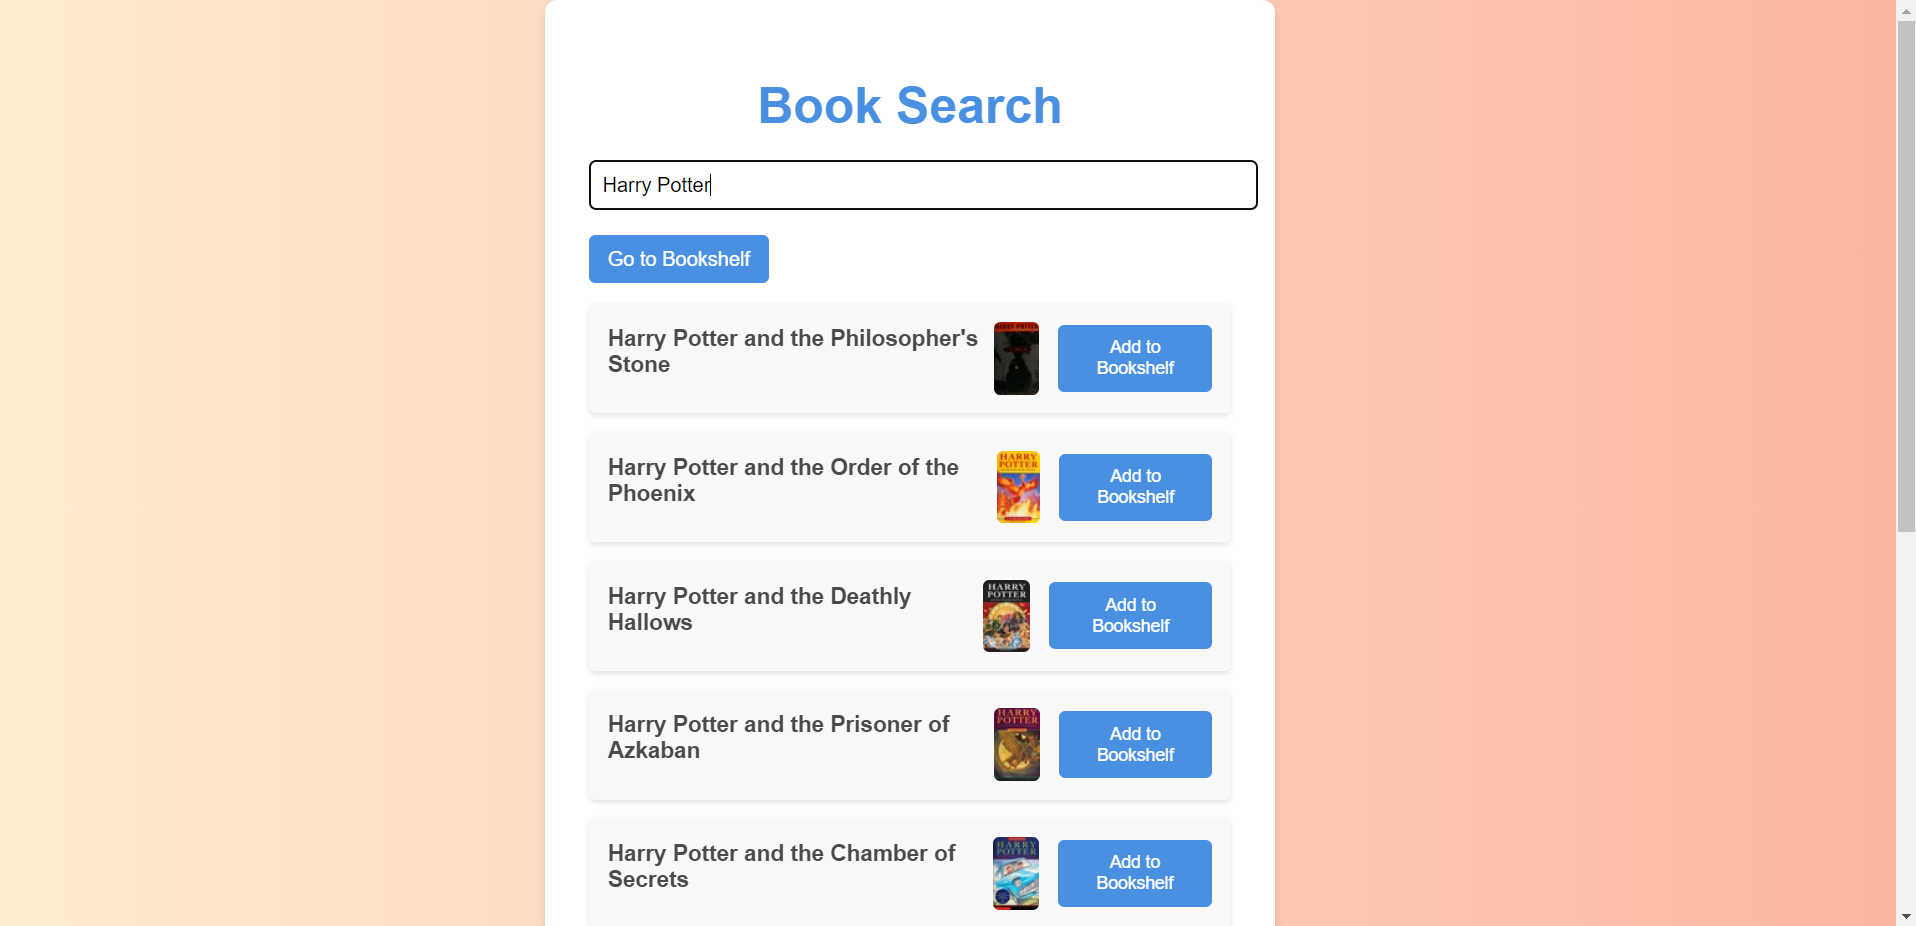 Book Search
Harry Potter
Go to Bookshelf
Harry Potter and the Philosopher's
Stone
HARRY POTTER
Add to
Bookshelf
Harry Potter and the Order of the
Phoenix
HARRY
POTTER
Add to
Bookshelf
Harry Potter and the Deathly
Hallows
HARRY
POTTER
Add to
Bookshelf
Harry Potter and the Prisoner of
Azkaban
HARRY
POTTER
Add to
Bookshelf
Harry Potter and the Chamber of
Secrets
HARRY
POTTER
Add to
Bookshelf